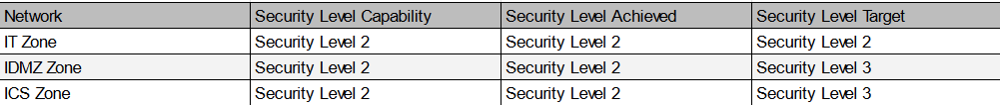 Network Security Level Capability Security Level Achieved Security Level Target
IT Zone Security Level 2 Security Level 2 Security Level 2
IDMZ Zone Security Level 2 Security Level 2 Security Level 3
ICS Zone Security Level 2 Security Level 2 Security Level 3